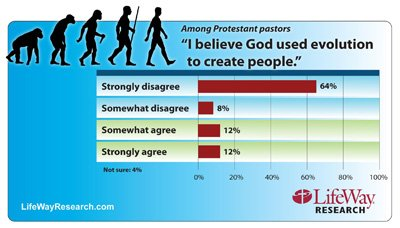 Among Protestant pastors
“I believe God used evolution
to create people.”
Strongly disagree 64%
Somewhat disagree 8%
Somewhat agree 12%
Strongly agree 12%
Not sure: 4%
0% 20% 40% 60% 80% 100%
LifeWayResearch.com
LifeWay
RESEARCH